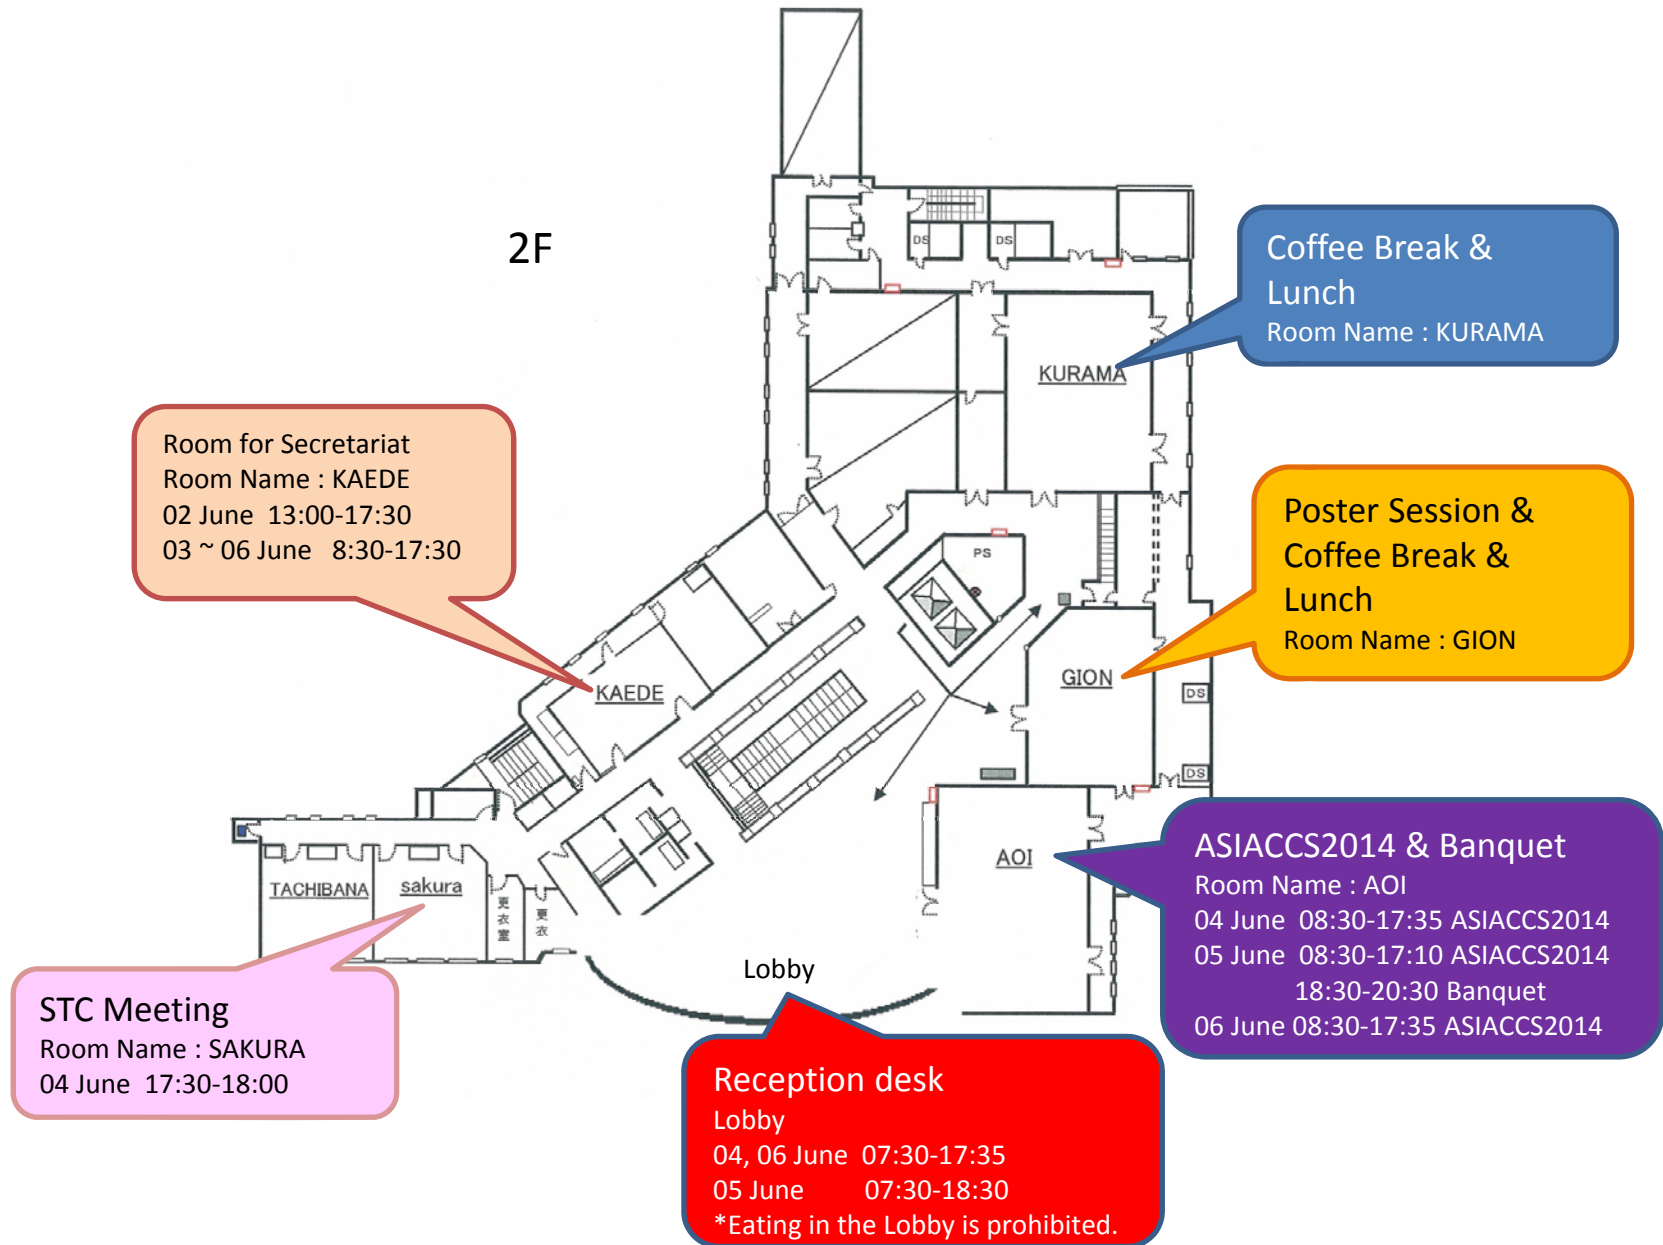 2F
DS
DS
Coffee Break &
Lunch
Room Name : KURAMA
KURAMA
Room for Secretariat
Room Name : KAEDE
02 June 13:00-17:30
03 ~ 06 June 8:30-17:30
Poster Session &
Coffee Break &
Lunch
Room Name : GION
PS
KAEDE
GION
DS
DS
AOI
ASIACCS2014 & Banquet
Room Name : AOI
04 June 08:30-17:35 ASIACCS2014
05 June 08:30-17:10 ASIACCS2014
18:30-20:30 Banquet
06 June 08:30-17:35 ASIACCS2014
TACHIBANA
sakura
更衣室
更衣
Lobby
STC Meeting
Room Name : SAKURA
04 June 17:30-18:00
Reception desk
Lobby
04, 06 June 07:30-17:35
05 June 07:30-18:30
*Eating in the Lobby is prohibited.